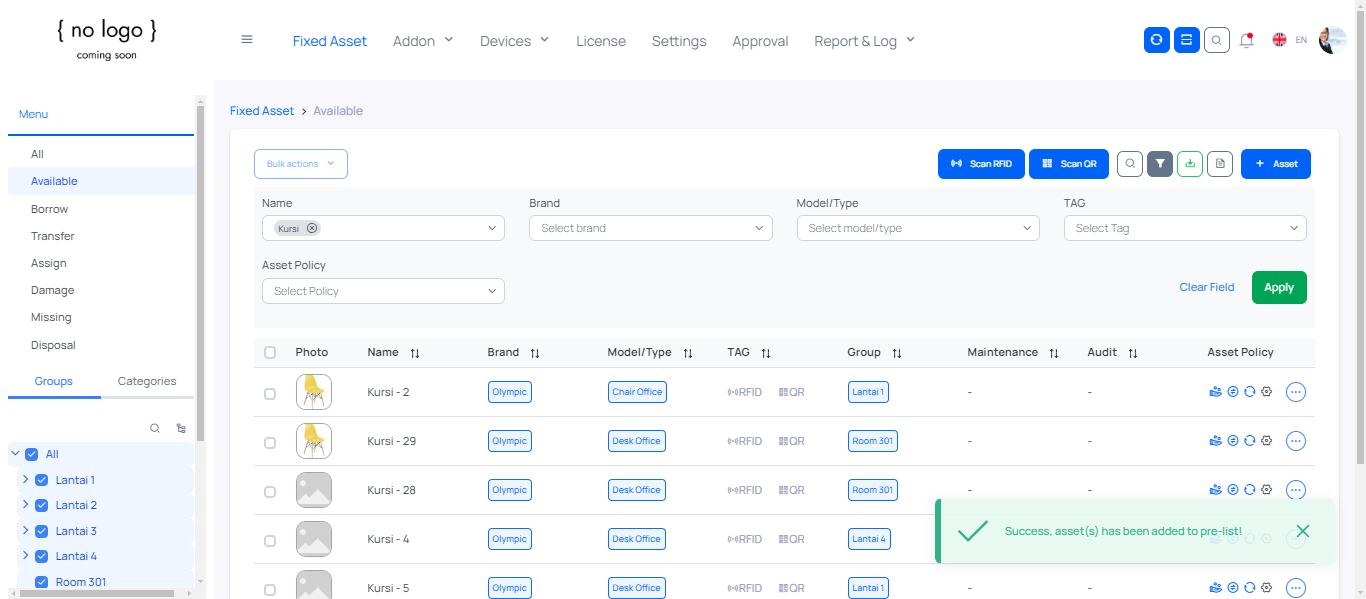 { no logo }
coming soon
Fixed Asset Addon Devices License Settings Approval Report & Log EN
Menu
All
Available
Borrow
Transfer
Assign
Damage
Missing
Disposal
Groups Categories
All
Lantai 1
Lantai 2
Lantai 3
Lantai 4
Room 301
Fixed Asset > Available
Bulk actions Scan RFID Scan QR + Asset
Name Brand Model/Type TAG
Kursi Select brand Select model/type Select Tag
Asset Policy
Select Policy Clear Field Apply
Photo Name Brand Model/Type TAG Group Maintenance Audit Asset Policy
Kursi - 2 Olympic Chair Office RFID QR Lantai 1 - -
Kursi - 29 Olympic Desk Office RFID QR Room 301 - -
Kursi - 28 Olympic Desk Office RFID QR Room 301 - -
Kursi - 4 Olympic Desk Office RFID QR Lantai 4
Success, asset(s) has been added to pre-list!
Kursi - 5 Olympic Desk Office RFID QR Lantai 1 - -